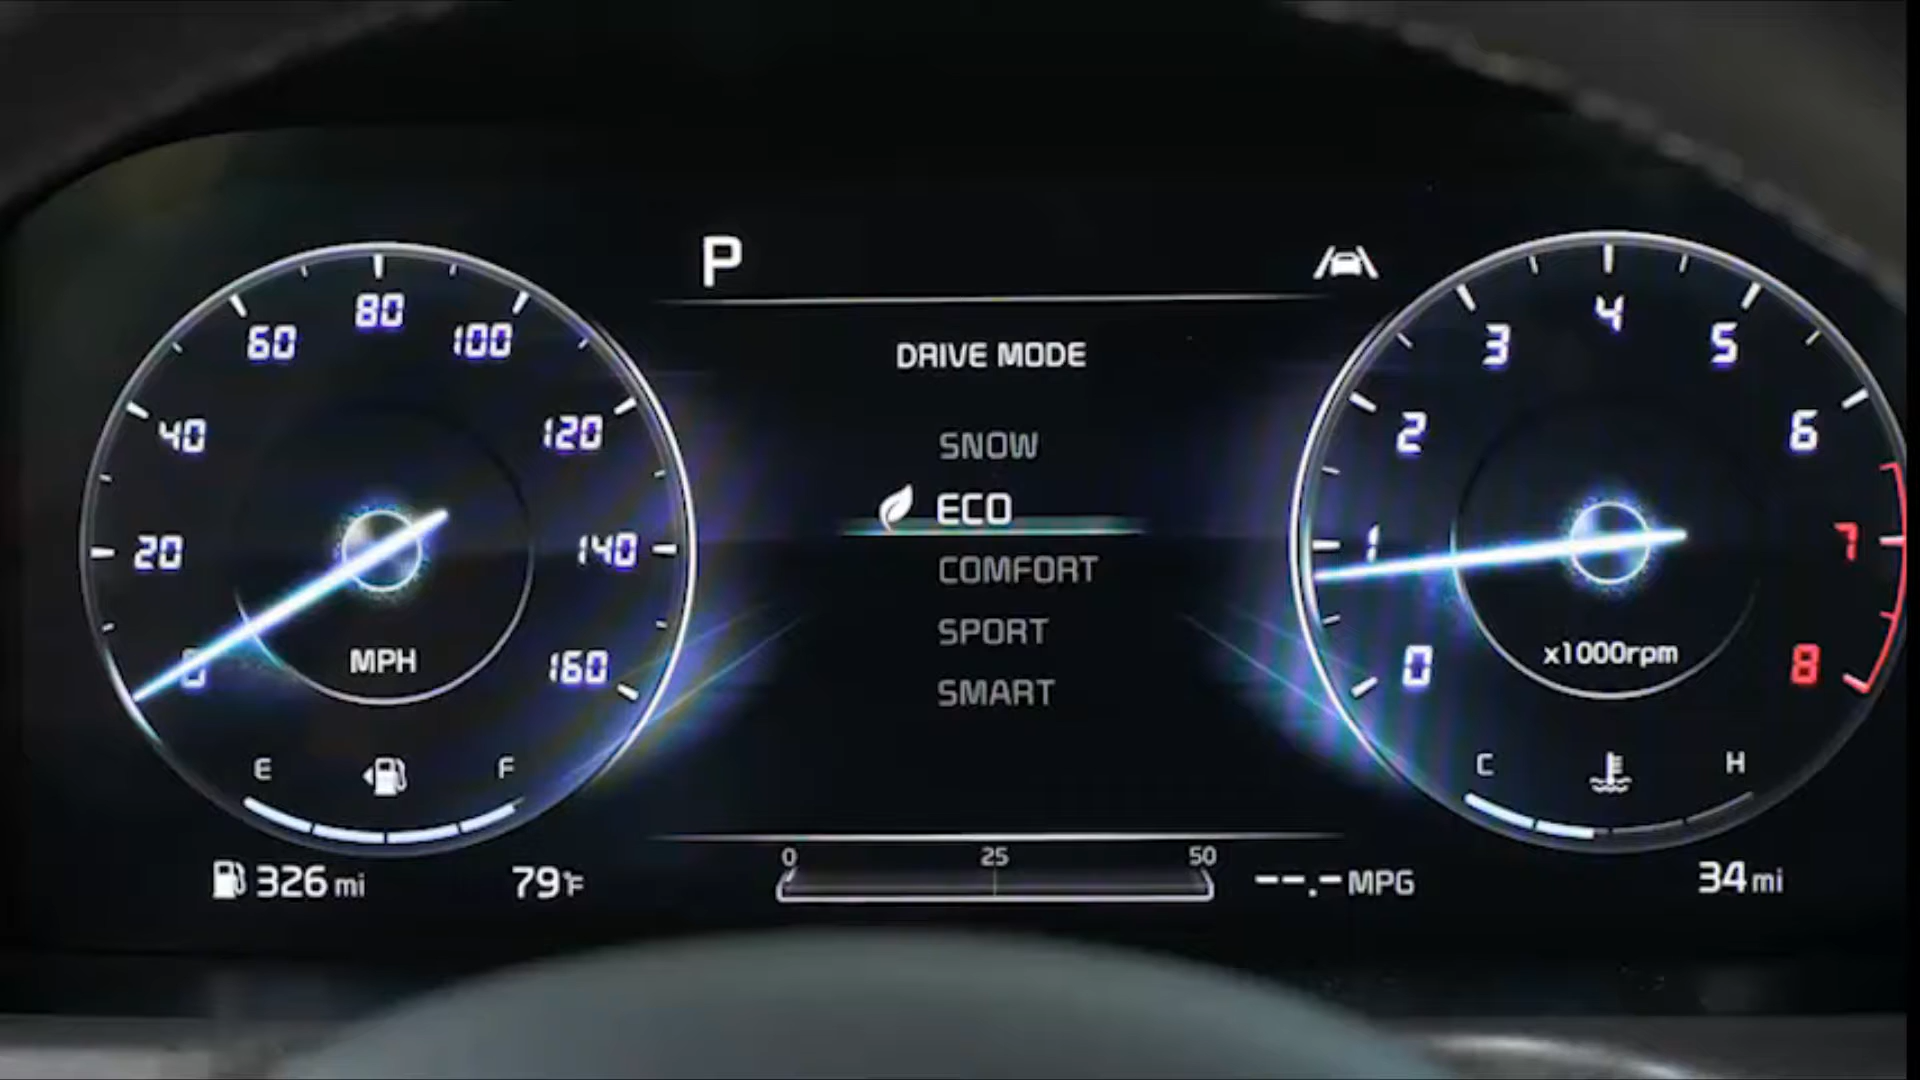 P
DRIVE MODE
SNOW
ECO
COMFORT
SPORT
SMART
0
20
40
60
80
100
120
140
160
MPH
E
F
326 mi
79°F
0 25 50
--.- MPG
0
1
2
3
4
5
6
7
8
x1000rpm
C
H
34 mi